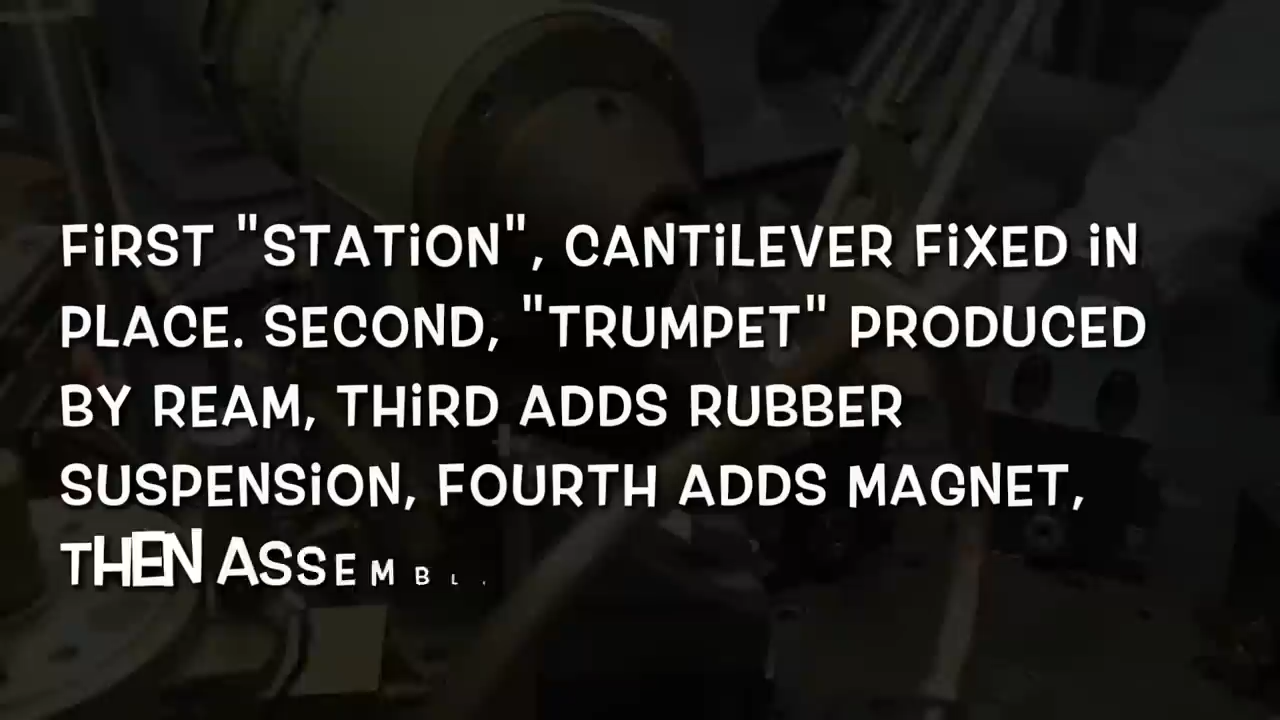 FiRST "STATiON", CANTiLEVER FiXED iN
PLACE. SECOND, "TRUMPET" PRODUCED
BY REAM, THiRD ADDS RUBBER
SUSPENSiON, FOURTH ADDS MAGNET,
THEN ASSEMBL